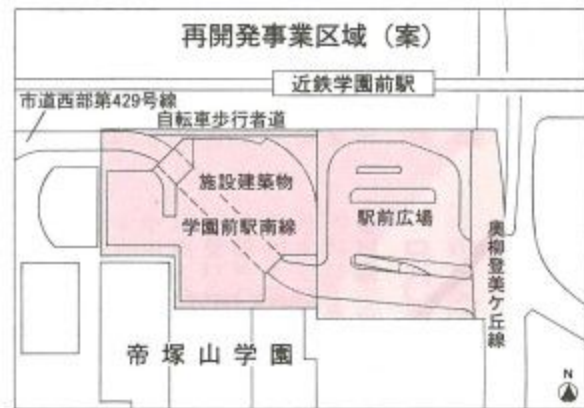 再開発事業区域（案）
近鉄学園前駅
市道西部第429号線
自転車歩行者道
施設建築物
学園前駅南線
駅前広場
奥柳登美ケ丘線
帝塚山学園
N